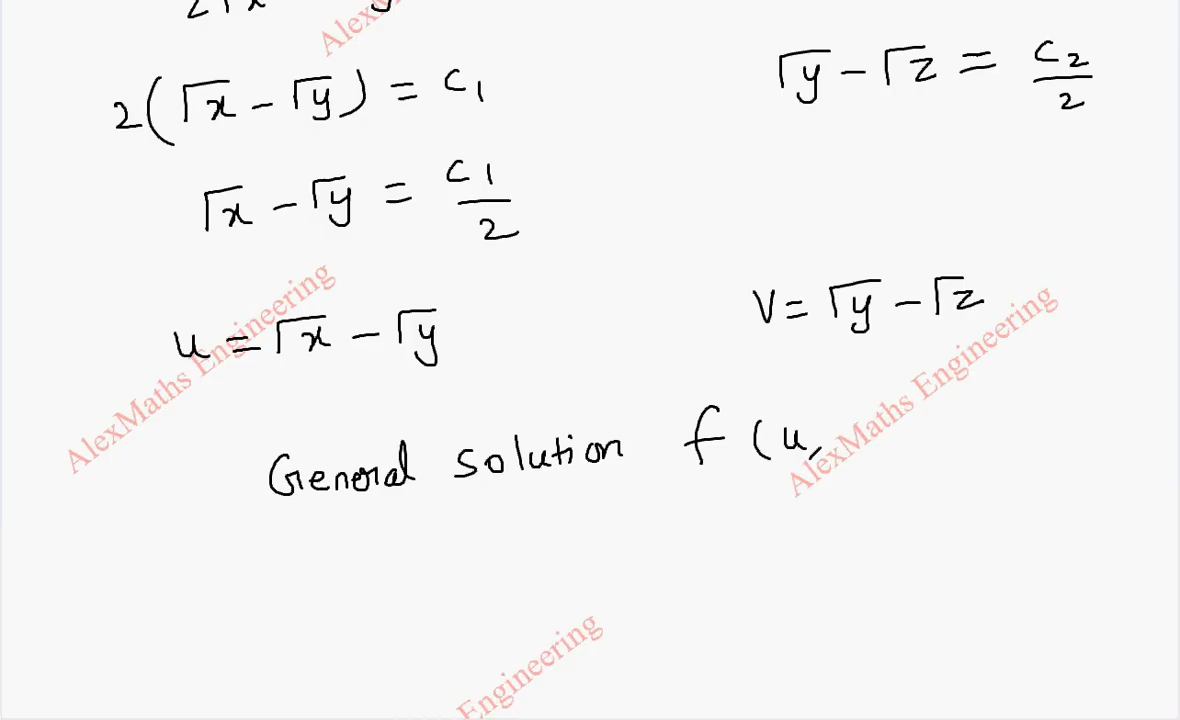 2(√x - √y) = c1
√x - √y = c1/2
u = √x - √y
√y - √z = c2/2
v = √y - √z
General solution f (u,
AlexMaths Engineering
AlexMaths Engineering
Engineering